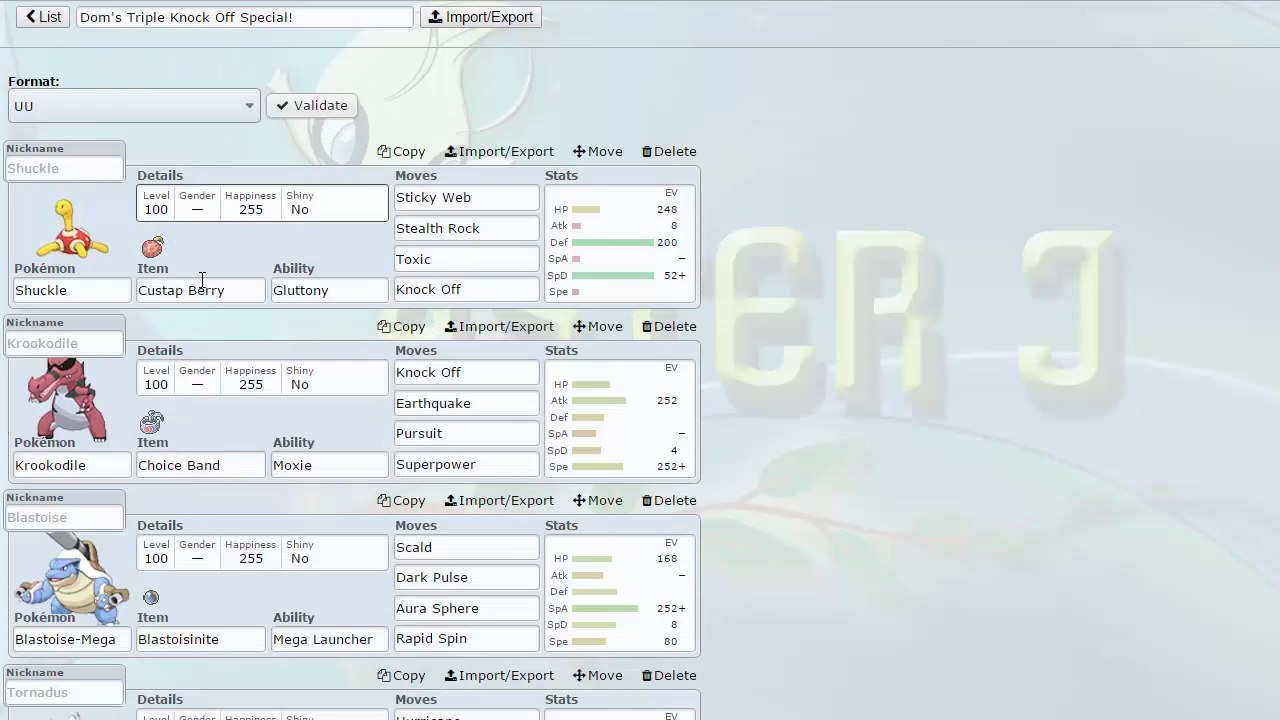 List
Dom's Triple Knock Off Special!
Import/Export
Format:
UU
Validate
Nickname
Shuckle
Copy Import/Export Move Delete
Details
Level Gender Happiness Shiny
100 — 255 No
Pokémon Item Ability
Shuckle Custap Berry Gluttony
Moves
Sticky Web
Stealth Rock
Toxic
Knock Off
Stats
EV
HP 248
Atk 8
Def 200
SpA –
SpD 52+
Spe
Nickname
Krookodile
Copy Import/Export Move Delete
Details
Level Gender Happiness Shiny
100 — 255 No
Pokémon Item Ability
Krookodile Choice Band Moxie
Moves
Knock Off
Earthquake
Pursuit
Superpower
Stats
EV
HP
Atk 252
Def
SpA –
SpD 4
Spe 252+
Nickname
Blastoise
Copy Import/Export Move Delete
Details
Level Gender Happiness Shiny
100 — 255 No
Pokémon Item Ability
Blastoise-Mega Blastoisinite Mega Launcher
Moves
Scald
Dark Pulse
Aura Sphere
Rapid Spin
Stats
EV
HP 168
Atk –
Def
SpA 252+
SpD 8
Spe 80
Nickname
Tornadus
Copy Import/Export Move Delete
Details
Level Gender Happiness Shiny
Moves
Hurricane
Stats
EV